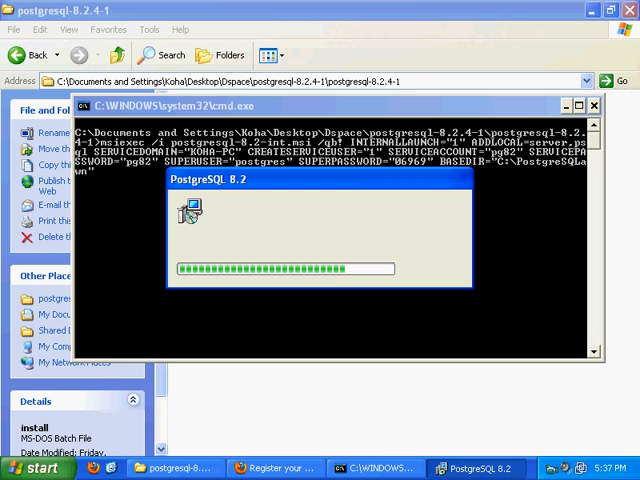 postgresql-8.2.4-1
File Edit View Favorites Tools Help
Back Search Folders
Address C:\Documents and Settings\Koha\Desktop\Dspace\postgresql-8.2.4-1\postgresql-8.2.4-1 Go
File and Fol
Rename
Move th
Copy thi
Publish t
Web
E-mail th
Print this
Delete th
Other Place
postgres
My Docu
Shared D
My Comp
My Network Places
Details
install
MS-DOS Batch File
Date Modified: Friday,
C:\WINDOWS\system32\cmd.exe
C:\Documents and Settings\Koha\Desktop\Dspace\postgresql-8.2.4-1\postgresql-8.2.
4-1>msiexec /i postgresql-8.2-int.msi /qb! INTERNALLAUNCH="1" ADDLOCAL=server,ps
ql SERVICEDOMAIN="KOHA-PC" CREATESERVICEUSER="1" SERVICEACCOUNT="pg82" SERVICEPA
SSWORD="pg82" SUPERUSER="postgres" SUPERPASSWORD="06969" BASEDIR="C:\PostgreSQLa
wn"
PostgreSQL 8.2
start postgresql-8.... Register your ... C:\WINDOWS... PostgreSQL 8.2 5:37 PM